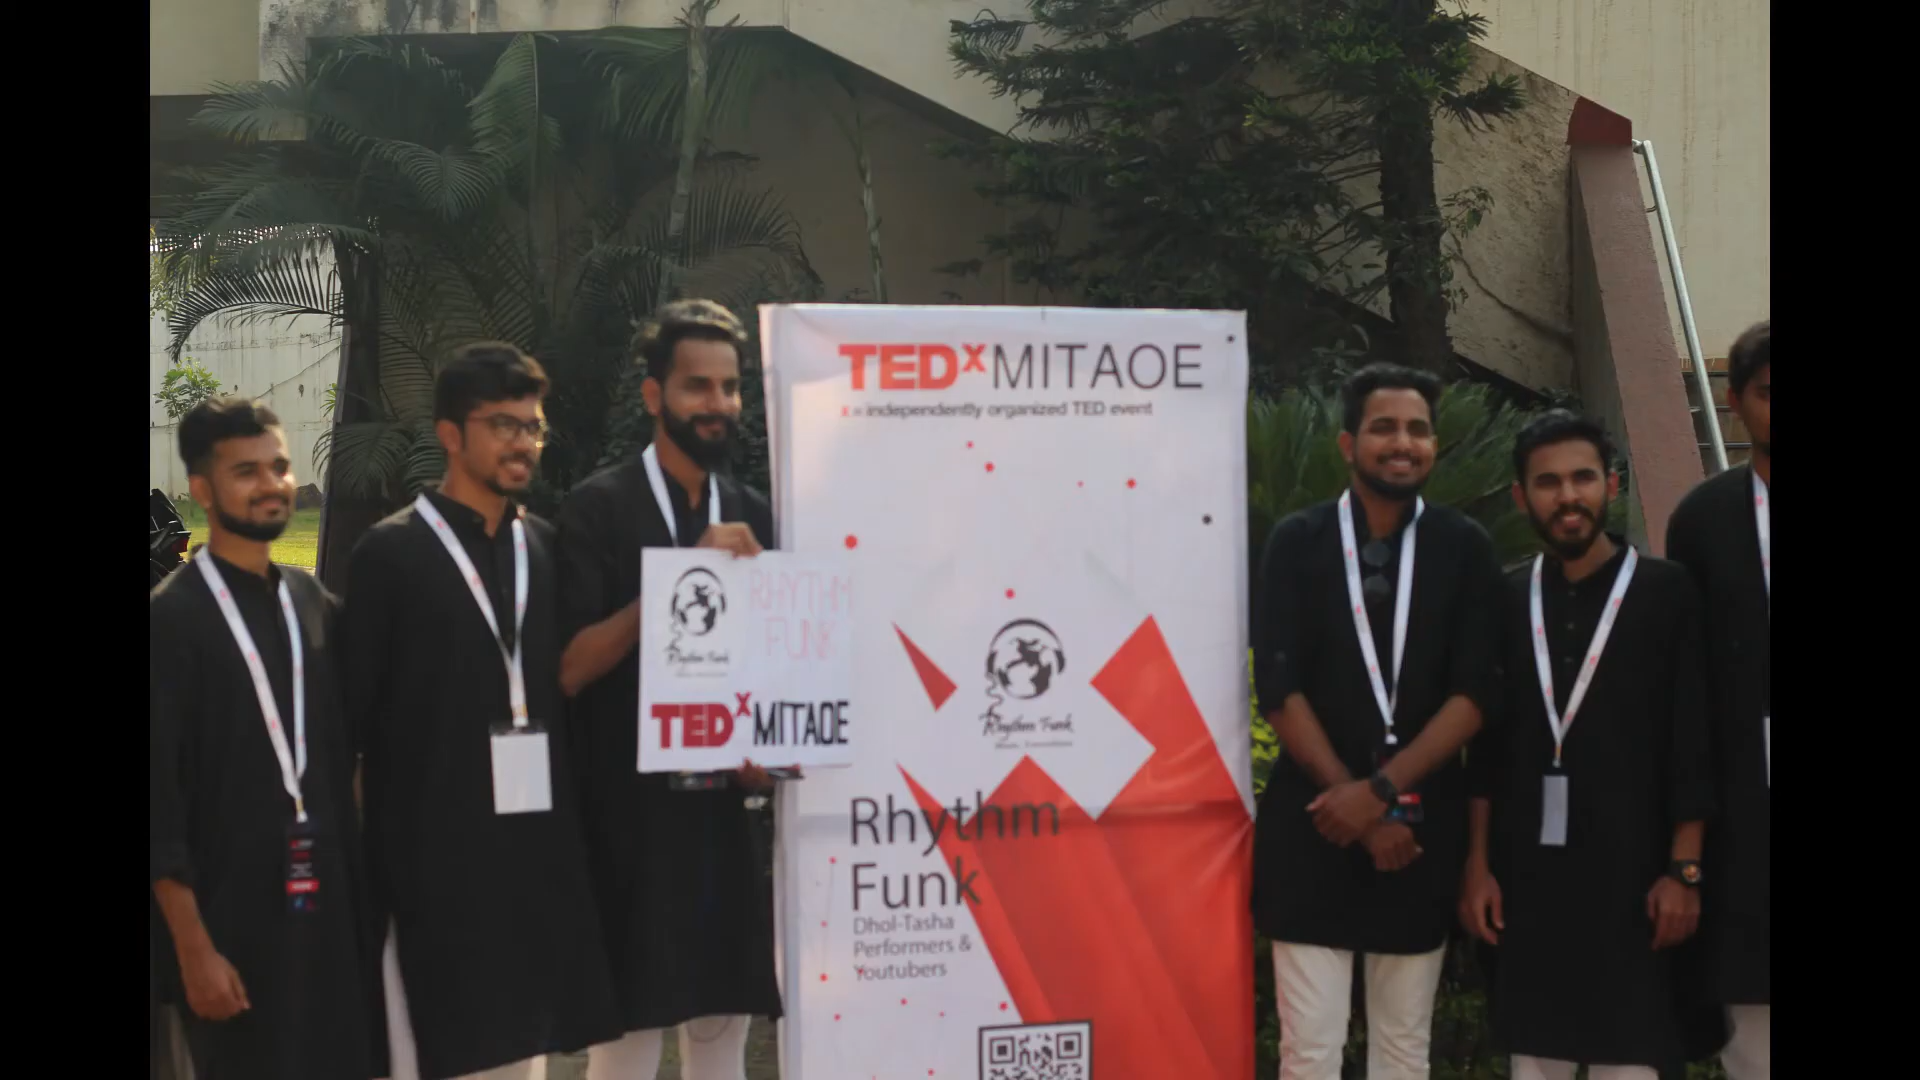 TEDxMITAOE
x = independently organized TED event
RHYTHM
FUNK
Rhythm Funk
TEDxMITAOE
Rhythm Funk
Rhythm
Funk
Dhol-Tasha
Performers &
Youtubers